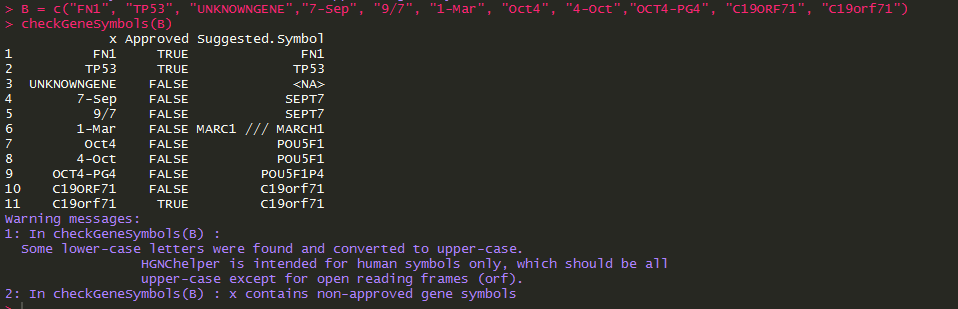 > B = c("FN1", "TP53", "UNKNOWNGENE","7-Sep", "9/7", "1-Mar", "Oct4", "4-Oct","OCT4-PG4", "C19ORF71", "C19orf71")
> checkGeneSymbols(B)
x Approved Suggested.Symbol
1 FN1 TRUE FN1
2 TP53 TRUE TP53
3 UNKNOWNGENE FALSE <NA>
4 7-Sep FALSE SEPT7
5 9/7 FALSE SEPT7
6 1-Mar FALSE MARC1 /// MARCH1
7 Oct4 FALSE POU5F1
8 4-Oct FALSE POU5F1
9 OCT4-PG4 FALSE POU5F1P4
10 C19ORF71 FALSE C19orf71
11 C19orf71 TRUE C19orf71
Warning messages:
1: In checkGeneSymbols(B) :
Some lower-case letters were found and converted to upper-case.
HGNChelper is intended for human symbols only, which should be all
upper-case except for open reading frames (orf).
2: In checkGeneSymbols(B) : x contains non-approved gene symbols
>